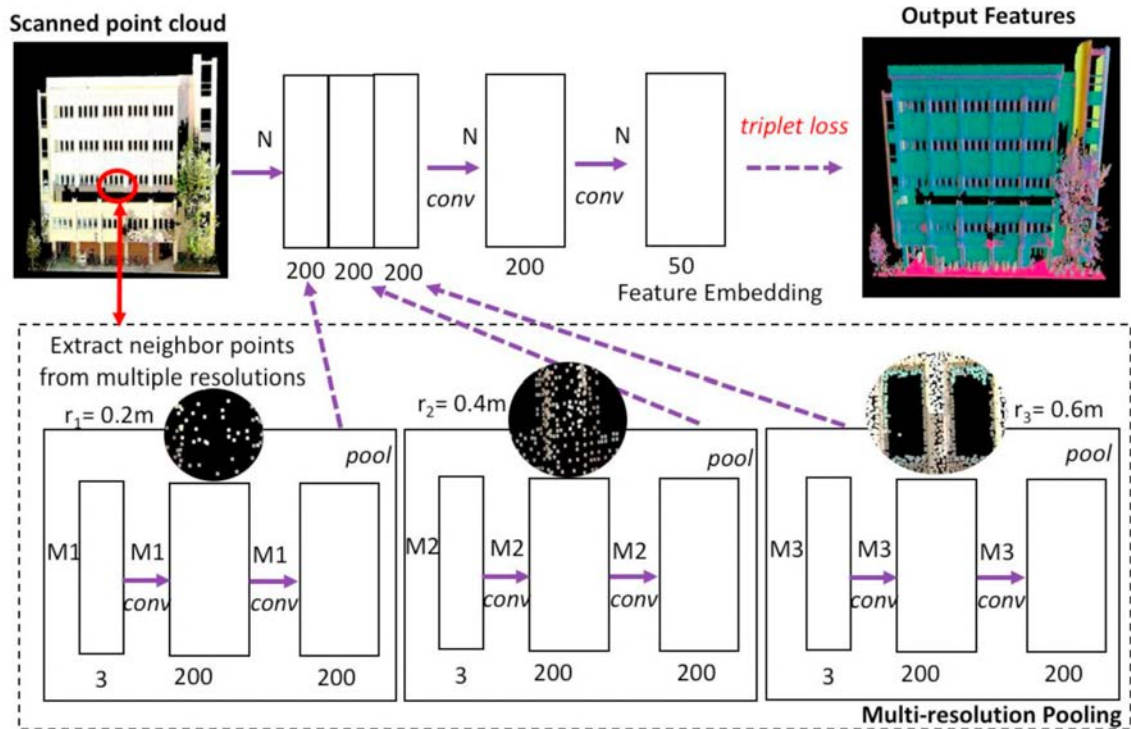 Scanned point cloud
Output Features
N
N
N
triplet loss
conv
conv
200 200 200
200
50
Feature Embedding
Extract neighbor points
from multiple resolutions
r1= 0.2m
r2= 0.4m
r3= 0.6m
pool
pool
pool
M1 M1 M1
conv conv
3 200 200
M2 M2 M2
conv conv
3 200 200
M3 M3 M3
conv conv
3 200 200
Multi-resolution Pooling